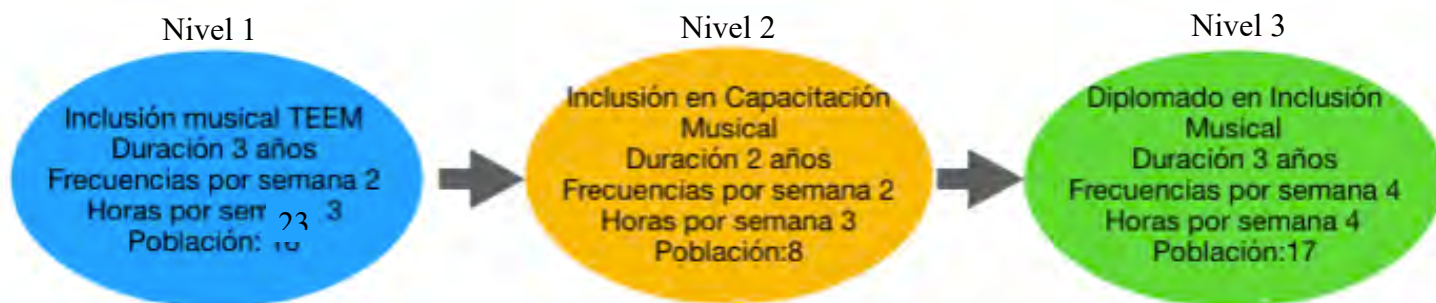 Nivel 1
Inclusión musical TEEM
Duración 3 años
Frecuencias por semana 2
Horas por 3
23
Población:
Nivel 2
Inclusión en Capacitación
Musical
Duración 2 años
Frecuencias por semana 2
Horas por semana 3
Población:8
Nivel 3
Diplomado en Inclusión
Musical
Duración 3 años
Frecuencias por semana 4
Horas por semana 4
Población:17